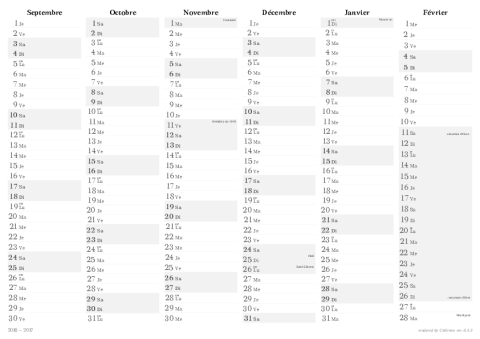 Septembre
1 Je
2 Ve
3 Sa
4 Di
5 Lu
6 Ma
7 Me
8 Je
9 Ve
10 Sa
11 Di
12 Lu
13 Ma
14 Me
15 Je
16 Ve
17 Sa
18 Di
19 Lu
20 Ma
21 Me
22 Je
23 Ve
24 Sa
25 Di
26 Lu
27 Ma
28 Me
29 Je
30 Ve
Octobre
1 Sa
2 Di
3 Lu
4 Ma
5 Me
6 Je
7 Ve
8 Sa
9 Di
10 Lu
11 Ma
12 Me
13 Je
14 Ve
15 Sa
16 Di
17 Lu
18 Ma
19 Me
20 Je
21 Ve
22 Sa
23 Di
24 Lu
25 Ma
26 Me
27 Je
28 Ve
29 Sa
30 Di
31 Lu
Novembre
1 Ma
2 Me
3 Je
4 Ve
5 Sa
6 Di
7 Lu
8 Ma
9 Me
10 Je
11 Ve
12 Sa
13 Di
14 Lu
15 Ma
16 Me
17 Je
18 Ve
19 Sa
20 Di
21 Lu
22 Ma
23 Me
24 Je
25 Ve
26 Sa
27 Di
28 Lu
29 Ma
30 Me
Décembre
1 Je
2 Ve
3 Sa
4 Di
5 Lu
6 Ma
7 Me
8 Je
9 Ve
10 Sa
11 Di
12 Lu
13 Ma
14 Me
15 Je
16 Ve
17 Sa
18 Di
19 Lu
20 Ma
21 Me
22 Je
23 Ve
24 Sa
25 Di
26 Lu
27 Ma
28 Me
29 Je
30 Ve
31 Sa
Janvier
1 Di
2 Lu
3 Ma
4 Me
5 Je
6 Ve
7 Sa
8 Di
9 Lu
10 Ma
11 Me
12 Je
13 Ve
14 Sa
15 Di
16 Lu
17 Ma
18 Me
19 Je
20 Ve
21 Sa
22 Di
23 Lu
24 Ma
25 Me
26 Je
27 Ve
28 Sa
29 Di
30 Lu
31 Ma
Février
1 Me
2 Je
3 Ve
4 Sa
5 Di
6 Lu
7 Ma
8 Me
9 Je
10 Ve
11 Sa
12 Di
13 Lu
14 Ma
15 Me
16 Je
17 Ve
18 Sa
19 Di
20 Lu
21 Ma
22 Me
23 Je
24 Ve
25 Sa
26 Di
27 Lu
28 Ma
2016 - 2017